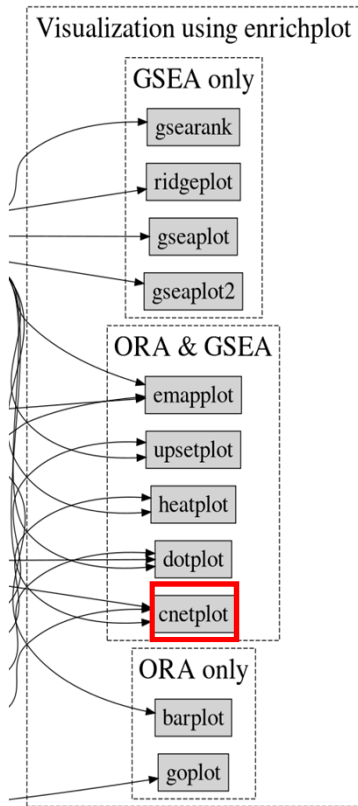 Visualization using enrichplot
GSEA only
gsearank
ridgeplot
gseaplot
gseaplot2
ORA & GSEA
emapplot
upsetplot
heatplot
dotplot
cnetplot
ORA only
barplot
goplot